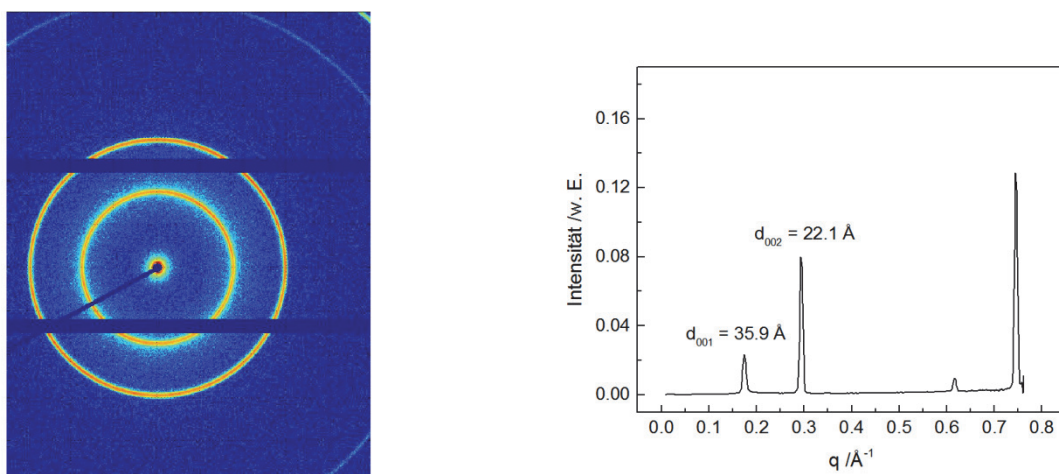 0.16
0.12
0.08
0.04
0.00
Intensität /w. E.
d002 = 22.1 Å
d001 = 35.9 Å
0.0 0.1 0.2 0.3 0.4 0.5 0.6 0.7 0.8
q /Å-1